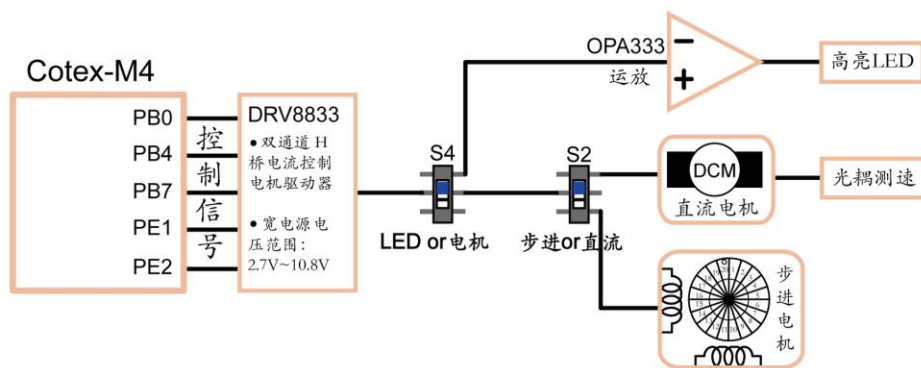 Cotex-M4
PB0
PB4
PB7
PE1
PE2
控
制
信
号
DRV8833
● 双通道 H
桥电流控制
电机驱动器
● 宽电源电
压范围:
2.7V~10.8V
S4
LED or电机
S2
步进or直流
OPA333
运放
−
+
高亮LED
DCM
直流电机
光耦测速
步
进
电
机